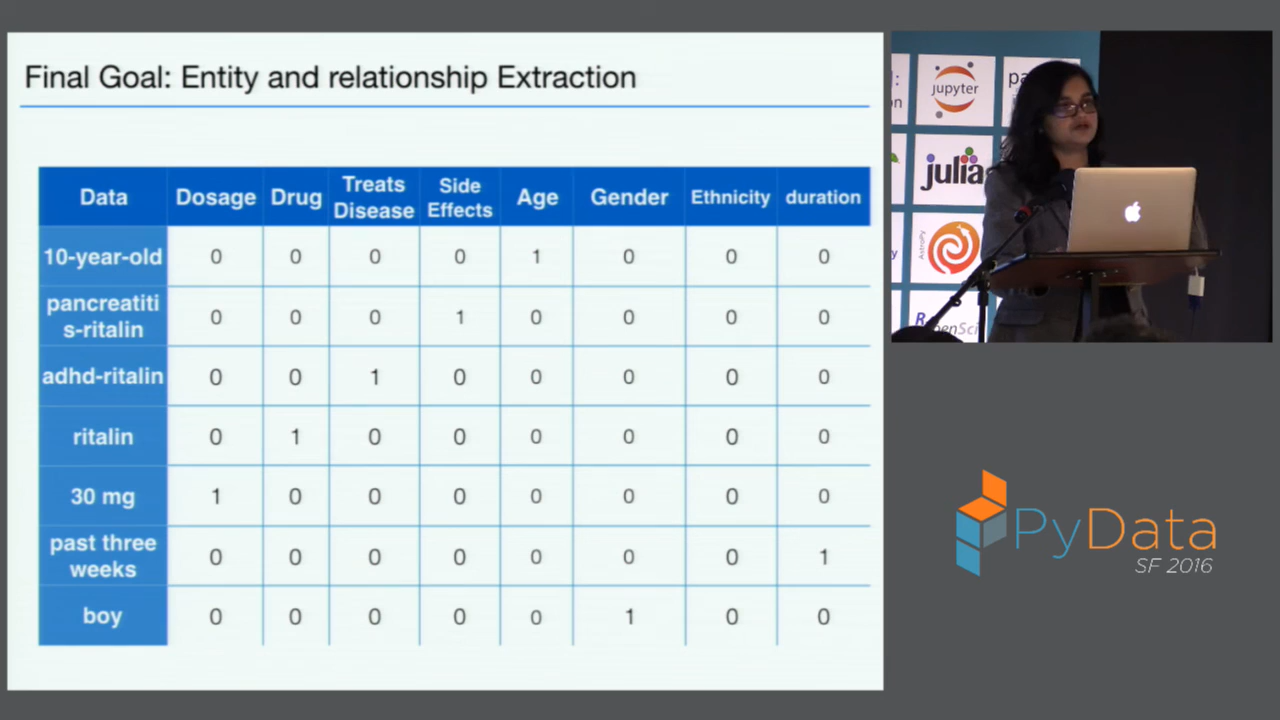 Final Goal: Entity and relationship Extraction
Data Dosage Drug Treats Disease Side Effects Age Gender Ethnicity duration
10-year-old 0 0 0 0 1 0 0 0
pancreatiti s-ritalin 0 0 0 1 0 0 0 0
adhd-ritalin 0 0 1 0 0 0 0 0
ritalin 0 1 0 0 0 0 0 0
30 mg 1 0 0 0 0 0 0 0
past three weeks 0 0 0 0 0 0 0 1
boy 0 0 0 0 0 1 0 0
jupyter
julia
AstroPy
PyData
SF 2016